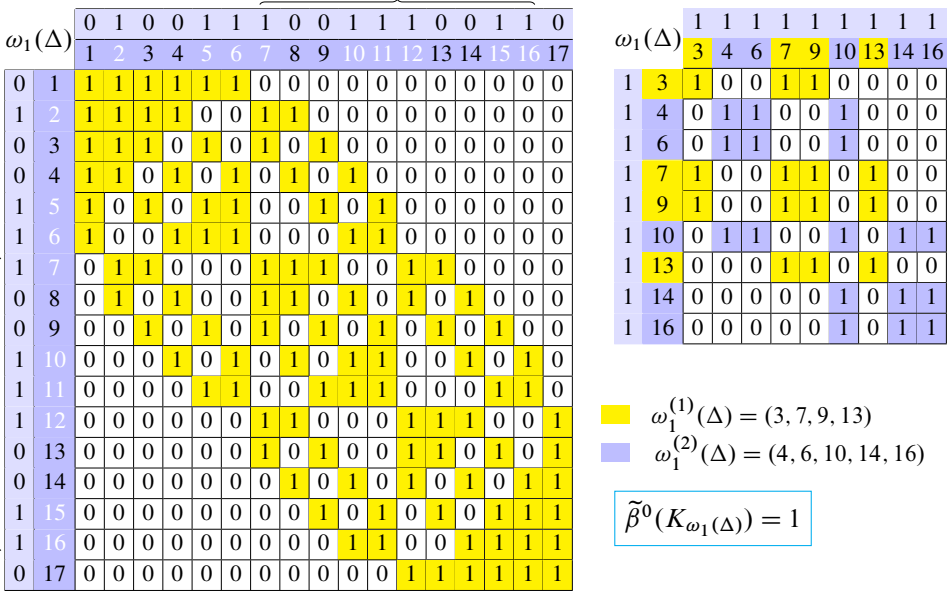 0 1 0 0 1 1 1 0 0 1 1 1 0 0 1 1 0
ω₁(Δ)
1 2 3 4 5 6 7 8 9 10 11 12 13 14 15 16 17
0 1 1 1 1 1 1 1 0 0 0 0 0 0 0 0 0 0 0
1 2 1 1 1 1 0 0 1 1 0 0 0 0 0 0 0 0 0
0 3 1 1 1 0 1 0 1 0 1 0 0 0 0 0 0 0 0
0 4 1 1 0 1 0 1 0 1 0 1 0 0 0 0 0 0 0
1 5 1 0 1 0 1 1 0 0 1 0 1 0 0 0 0 0 0
1 6 1 0 0 1 1 1 0 0 0 1 1 0 0 0 0 0 0
1 7 0 1 1 0 0 0 1 1 1 0 0 1 1 0 0 0 0
0 8 0 1 0 1 0 0 1 1 0 1 0 1 0 1 0 0 0
0 9 0 0 1 0 1 0 1 0 1 0 1 0 1 0 1 0 0
1 10 0 0 0 1 0 1 0 1 0 1 1 0 0 1 0 1 0
1 11 0 0 0 0 1 1 0 0 1 1 1 0 0 0 1 1 0
1 12 0 0 0 0 0 0 1 1 0 0 0 1 1 1 0 0 1
0 13 0 0 0 0 0 0 1 0 1 0 0 1 1 0 1 0 1
0 14 0 0 0 0 0 0 0 1 0 1 0 1 0 1 0 1 1
1 15 0 0 0 0 0 0 0 0 1 0 1 0 1 0 1 1 1
1 16 0 0 0 0 0 0 0 0 0 1 1 0 0 1 1 1 1
0 17 0 0 0 0 0 0 0 0 0 0 0 1 1 1 1 1 1
1 1 1 1 1 1 1 1 1
ω₁(Δ)
3 4 6 7 9 10 13 14 16
1 3 1 0 0 1 1 0 0 0 0
1 4 0 1 1 0 0 1 0 0 0
1 6 0 1 1 0 0 1 0 0 0
1 7 1 0 0 1 1 0 1 0 0
1 9 1 0 0 1 1 0 1 0 0
1 10 0 1 1 0 0 1 0 1 1
1 13 0 0 0 1 1 0 1 0 0
1 14 0 0 0 0 0 1 0 1 1
1 16 0 0 0 0 0 1 0 1 1
ω₁⁽¹⁾(Δ) = (3, 7, 9, 13)
ω₁⁽²⁾(Δ) = (4, 6, 10, 14, 16)
β̃⁰(K_{ω₁(Δ)}) = 1